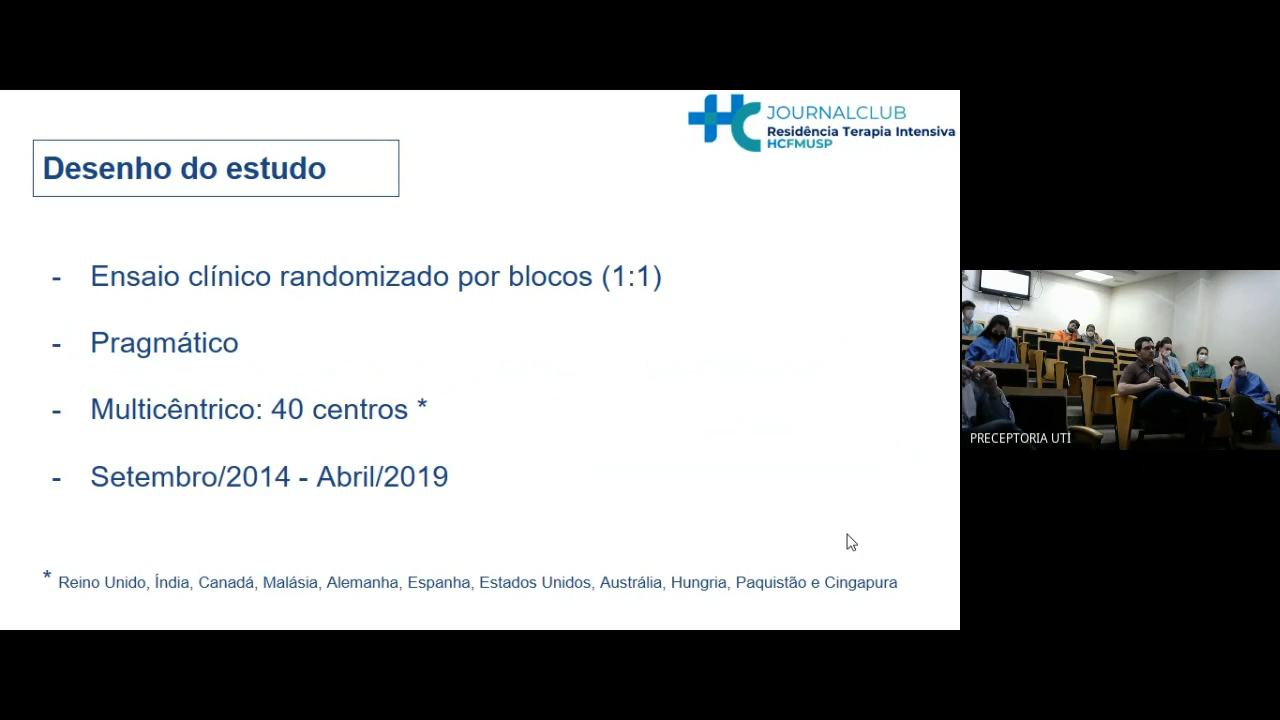 JOURNALCLUB
Residência Terapia Intensiva
HCFMUSP
Desenho do estudo
- Ensaio clínico randomizado por blocos (1:1)
- Pragmático
- Multicêntrico: 40 centros *
- Setembro/2014 - Abril/2019
* Reino Unido, Índia, Canadá, Malásia, Alemanha, Espanha, Estados Unidos, Austrália, Hungria, Paquistão e Cingapura
PRECEPTORIA UTI